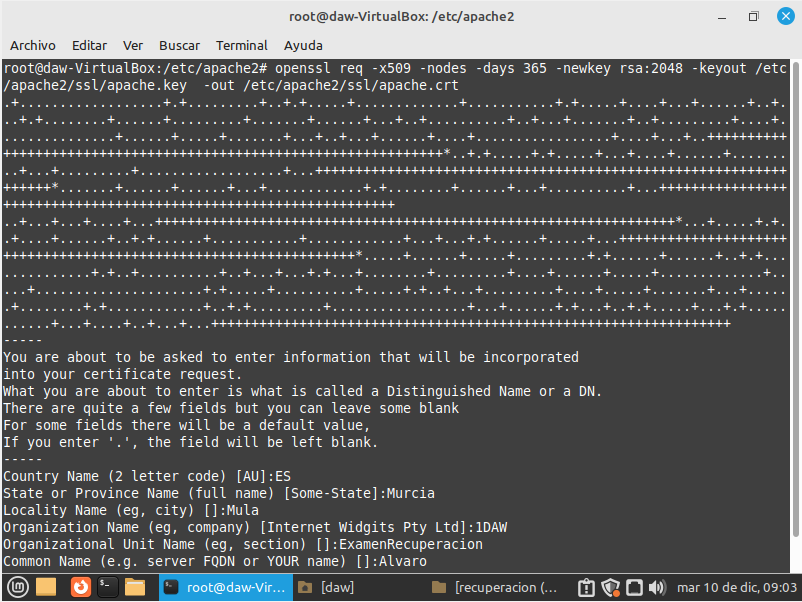 root@daw-VirtualBox: /etc/apache2
Archivo Editar Ver Buscar Terminal Ayuda
root@daw-VirtualBox:/etc/apache2# openssl req -x509 -nodes -days 365 -newkey rsa:2048 -keyout /etc
/apache2/ssl/apache.key  -out /etc/apache2/ssl/apache.crt
-----
You are about to be asked to enter information that will be incorporated
into your certificate request.
What you are about to enter is what is called a Distinguished Name or a DN.
There are quite a few fields but you can leave some blank
For some fields there will be a default value,
If you enter '.', the field will be left blank.
-----
Country Name (2 letter code) [AU]:ES
State or Province Name (full name) [Some-State]:Murcia
Locality Name (eg, city) []:Mula
Organization Name (eg, company) [Internet Widgits Pty Ltd]:1DAW
Organizational Unit Name (eg, section) []:ExamenRecuperacion
Common Name (e.g. server FQDN or YOUR name) []:Alvaro
root@daw-Vir... [daw] [recuperacion (... mar 10 de dic, 09:03